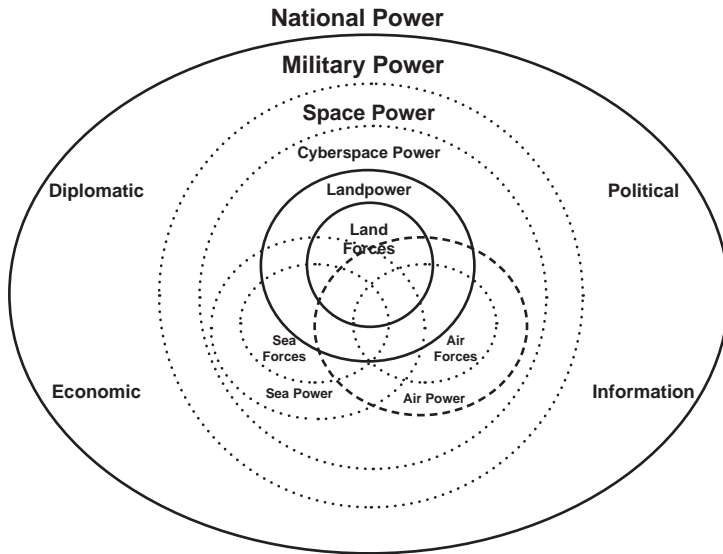 National Power
Military Power
Space Power
Cyberspace Power
Diplomatic
Landpower
Political
Land
Forces
Sea
Forces
Air
Forces
Economic
Sea Power
Air Power
Information